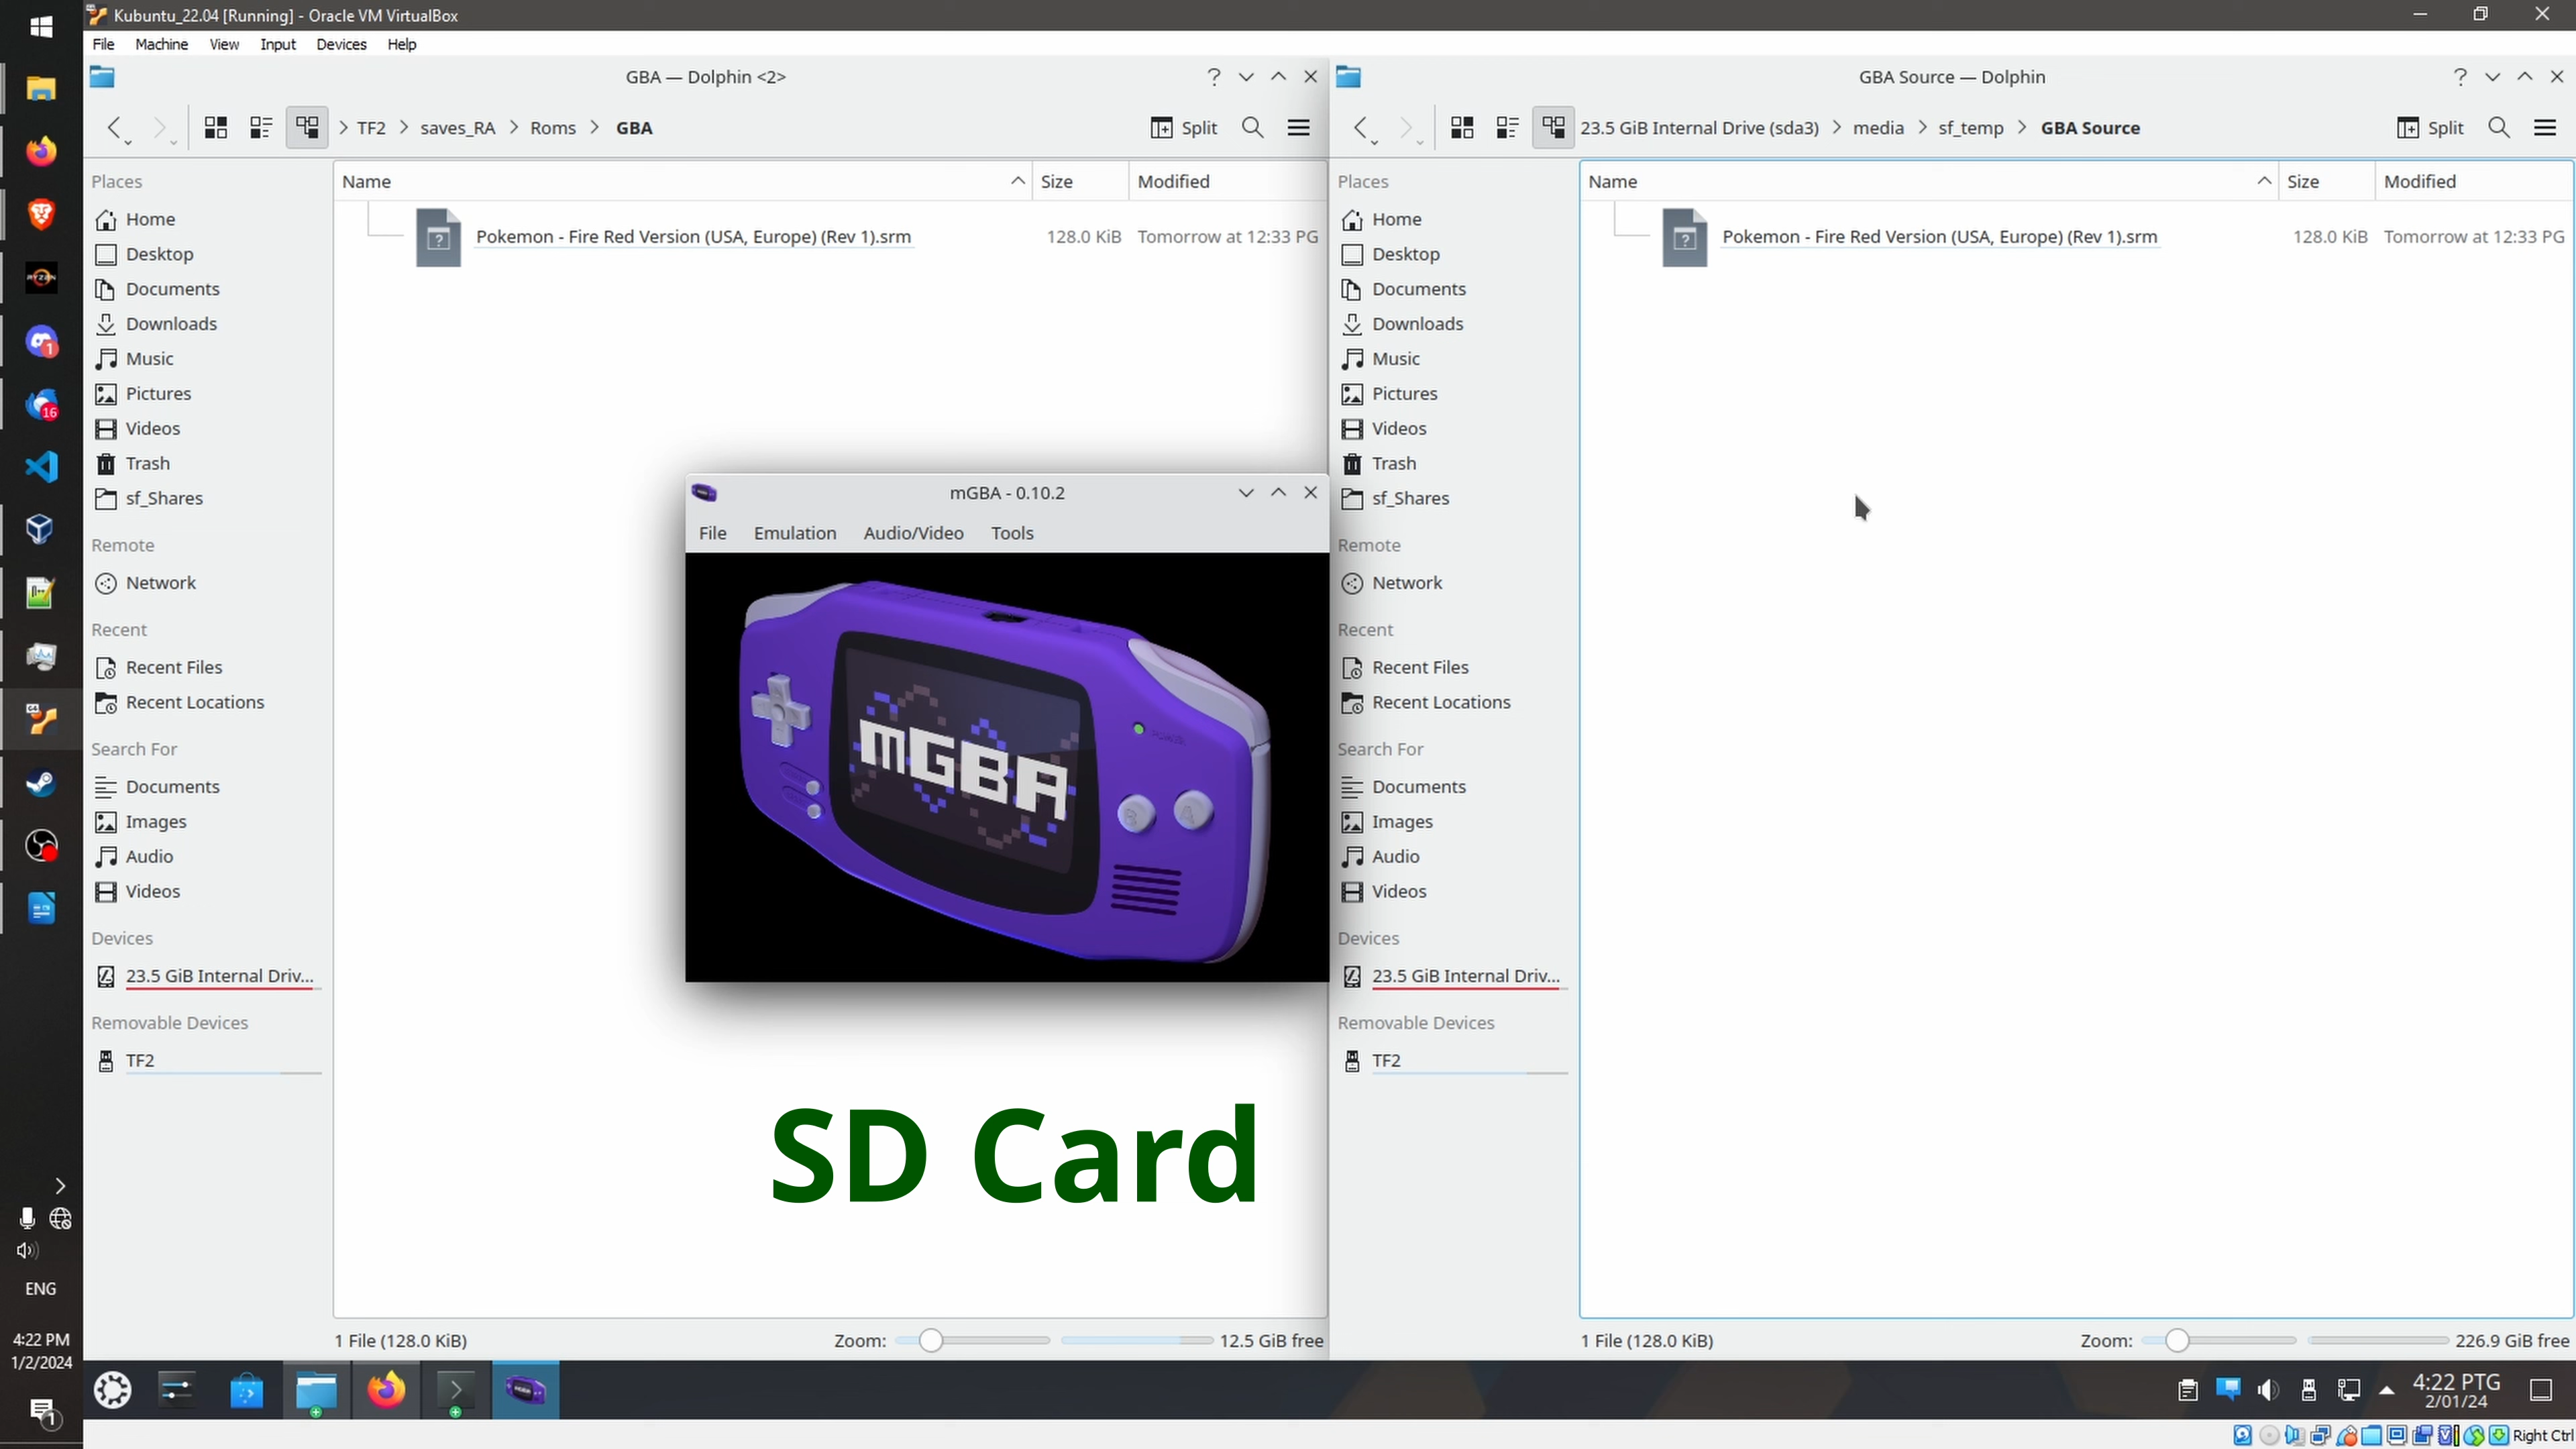 Kubuntu_22.04 [Running] - Oracle VM VirtualBox
File Machine View Input Devices Help
GBA — Dolphin <2>
TF2 saves_RA Roms GBA
Split
Places
Home
Desktop
Documents
Downloads
Music
Pictures
Videos
Trash
sf_Shares
Remote
Network
Recent
Recent Files
Recent Locations
Search For
Documents
Images
Audio
Videos
Devices
23.5 GiB Internal Driv...
Removable Devices
TF2
Name Size Modified
Pokemon - Fire Red Version (USA, Europe) (Rev 1).srm 128.0 KiB Tomorrow at 12:33 PG
1 File (128.0 KiB)
Zoom:
12.5 GiB free
mGBA - 0.10.2
File Emulation Audio/Video Tools
mGBA
POWER
B A
SD Card
GBA Source — Dolphin
23.5 GiB Internal Drive (sda3) media sf_temp GBA Source
Split
Places
Home
Desktop
Documents
Downloads
Music
Pictures
Videos
Trash
sf_Shares
Remote
Network
Recent
Recent Files
Recent Locations
Search For
Documents
Images
Audio
Videos
Devices
23.5 GiB Internal Driv...
Removable Devices
TF2
Name Size Modified
Pokemon - Fire Red Version (USA, Europe) (Rev 1).srm 128.0 KiB Tomorrow at 12:33 PG
1 File (128.0 KiB)
Zoom:
226.9 GiB free
RYZEN
1
16
64
ENG
4:22 PM
1/2/2024
1
4:22 PTG
2/01/24
Right Ctrl